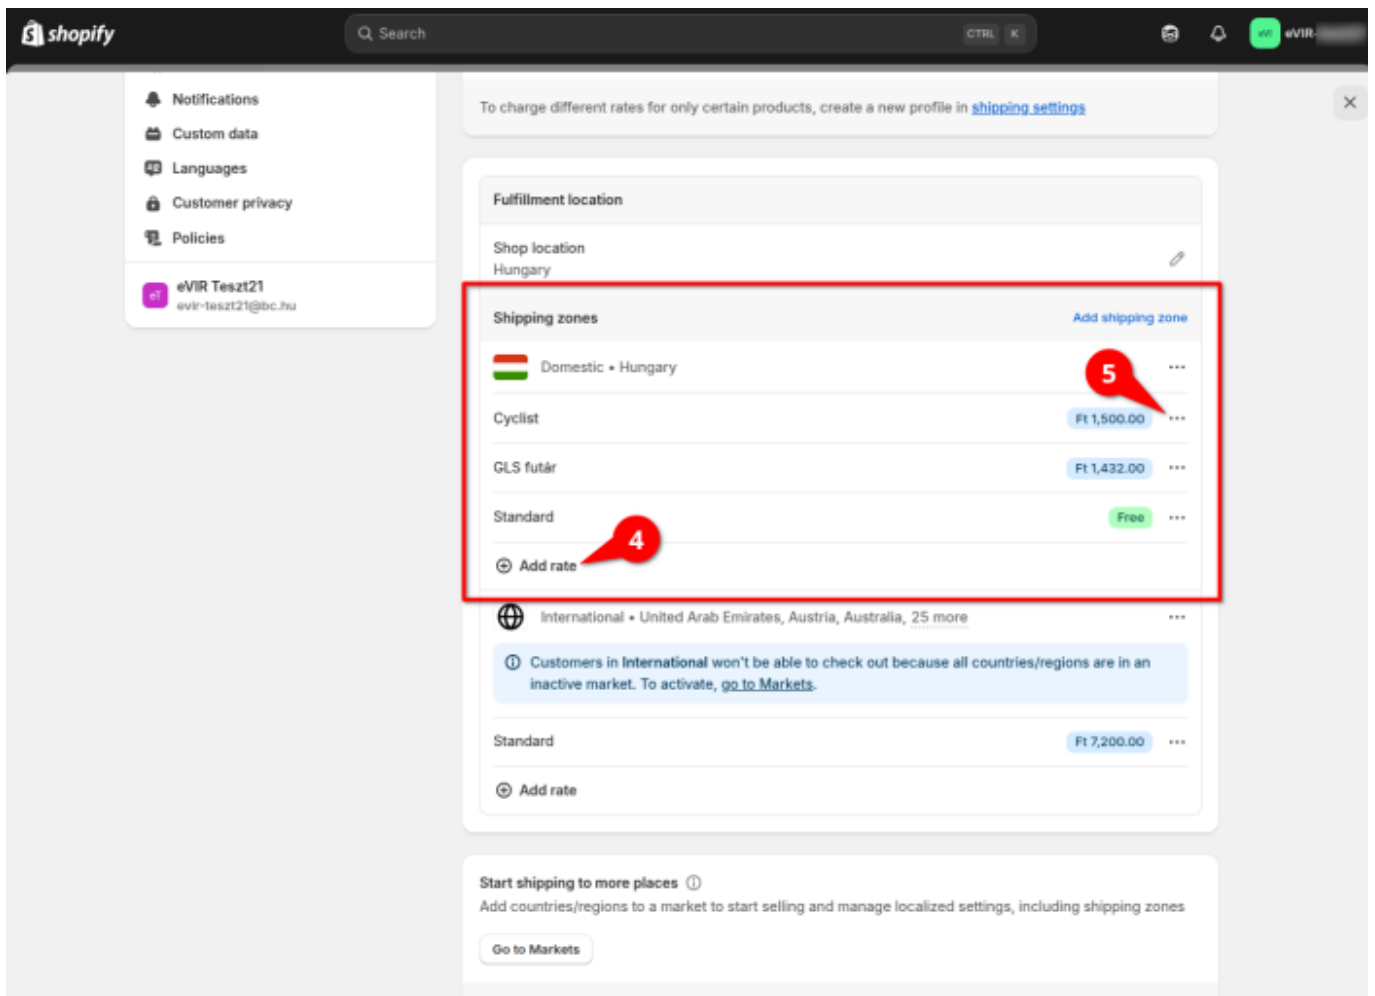 shopify
Search
CTRL K
eVI
eVIR-
Notifications
Custom data
Languages
Customer privacy
Policies
eT
eVIR Teszt21
evir-teszt21@bc.hu
To charge different rates for only certain products, create a new profile in shipping settings
Fulfillment location
Shop location
Hungary
Shipping zones
Add shipping zone
Domestic • Hungary
5
Cyclist
Ft 1,500.00
GLS futár
Ft 1,432.00
Standard
Free
4
Add rate
International • United Arab Emirates, Austria, Australia, 25 more
Customers in International won't be able to check out because all countries/regions are in an
inactive market. To activate, go to Markets.
Standard
Ft 7,200.00
Add rate
Start shipping to more places
Add countries/regions to a market to start selling and manage localized settings, including shipping zones
Go to Markets